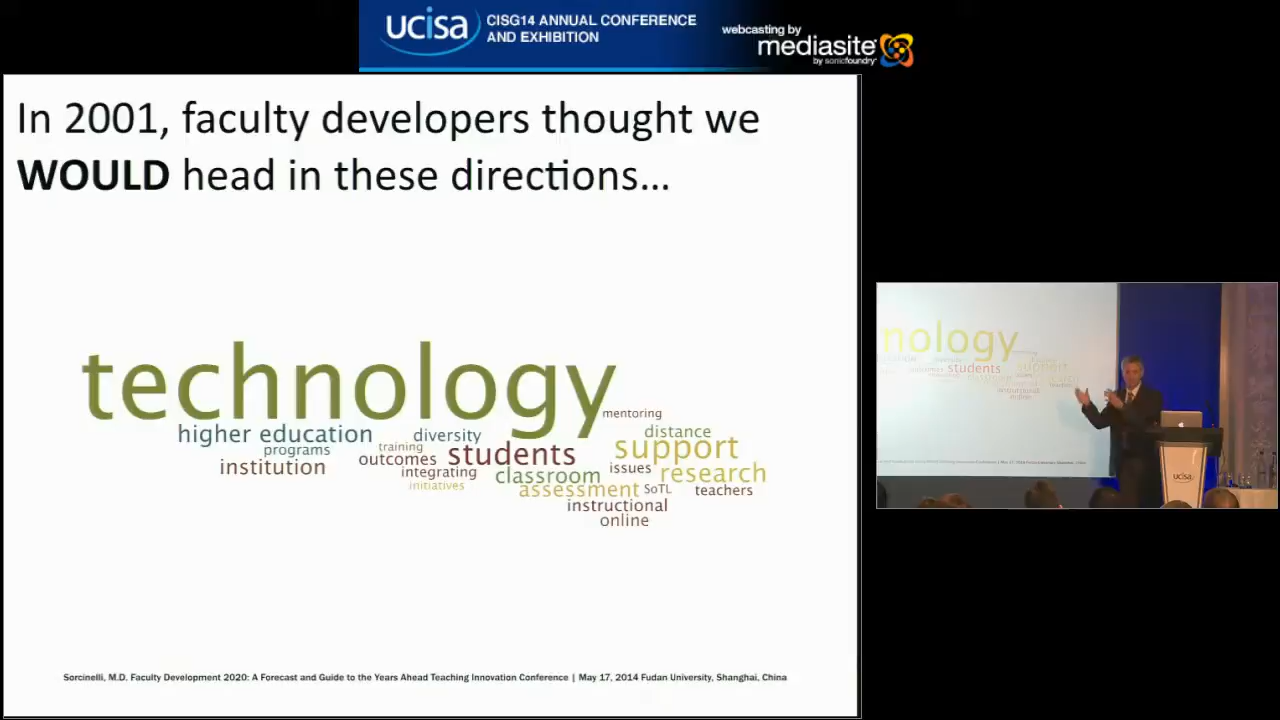 ucisa
CISG14 ANNUAL CONFERENCE
AND EXHIBITION
webcasting by
mediasite
by sonicfoundry
In 2001, faculty developers thought we
WOULD head in these directions…
technology
mentoring
higher education
diversity
distance
programs
training
students
support
institution
outcomes
issues
integrating
classroom
research
initiatives
assessment
SoTL
teachers
instructional
online
Sorcinelli, M.D. Faculty Development 2020: A Forecast and Guide to the Years Ahead Teaching Innovation Conference | May 17, 2014 Fudan University, Shanghai, China
nology
students
support
ucisa